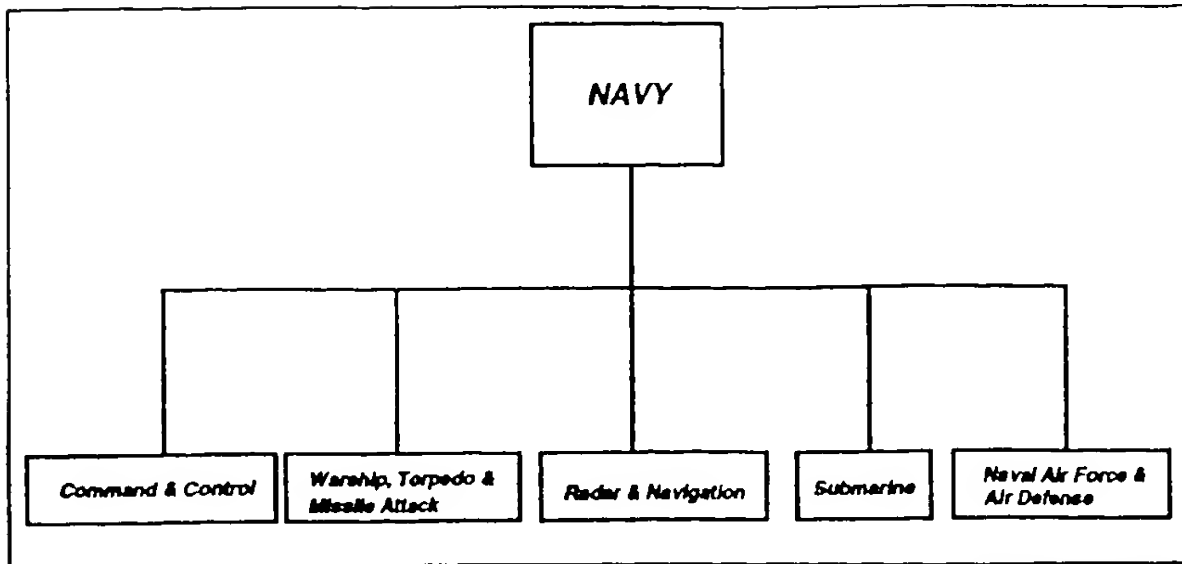 NAVY
Command & Control
Warship, Torpedo &
Missile Attack
Radar & Navigation
Submarine
Naval Air Force &
Air Defense